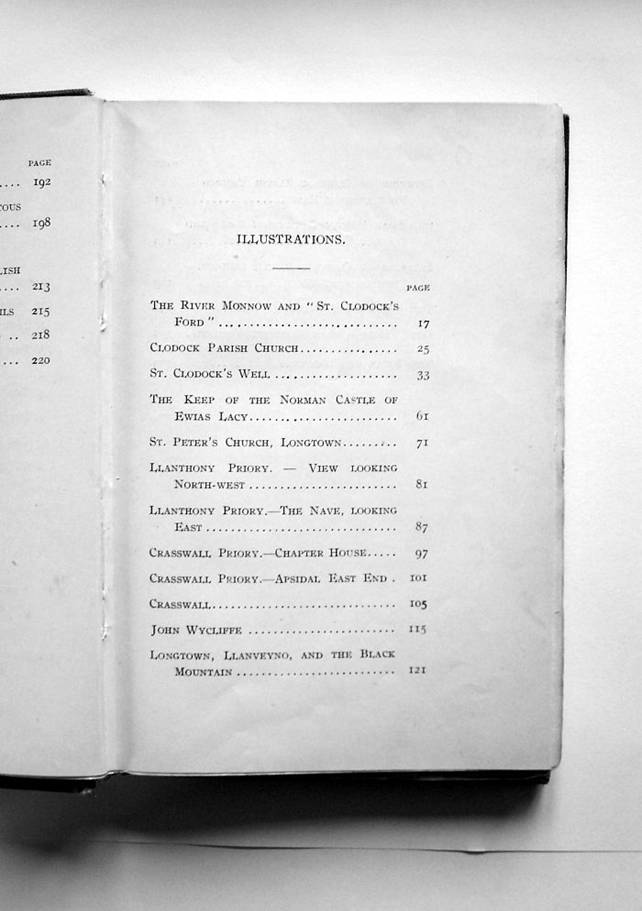 PAGE
.... 192
OUS
.... 198
LISH
.... 213
ILS 215
.. 218
... 220
ILLUSTRATIONS.
PAGE
THE RIVER MONNOW AND "ST. CLODOCK'S
FORD" ............................. 17
CLODOCK PARISH CHURCH................ 25
ST. CLODOCK'S WELL .................... 33
THE KEEP OF THE NORMAN CASTLE OF
EWIAS LACY........................ 61
ST. PETER'S CHURCH, LONGTOWN......... 71
LLANTHONY PRIORY. — VIEW LOOKING
NORTH-WEST ........................ 81
LLANTHONY PRIORY.—THE NAVE, LOOKING
EAST ............................... 87
CRASSWALL PRIORY.—CHAPTER HOUSE..... 97
CRASSWALL PRIORY.—APSIDAL EAST END . 101
CRASSWALL.............................. 105
JOHN WYCLIFFE ........................ 115
LONGTOWN, LLANVEYNO, AND THE BLACK
MOUNTAIN .......................... 121